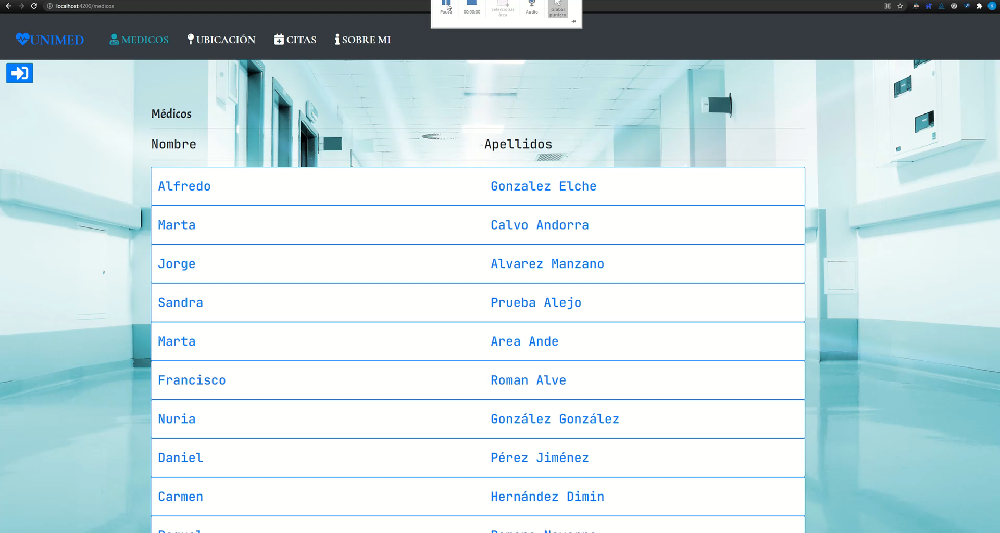 localhost:4200/medicos
K
Pausa
00:00:00
Seleccionar
área
Audio
Grabar
puntero
UNIMED
MEDICOS
UBICACIÓN
CITAS
SOBRE MI
Médicos
Nombre Apellidos
Alfredo Gonzalez Elche
Marta Calvo Andorra
Jorge Alvarez Manzano
Sandra Prueba Alejo
Marta Area Ande
Francisco Roman Alve
Nuria González González
Daniel Pérez Jiménez
Carmen Hernández Dimin